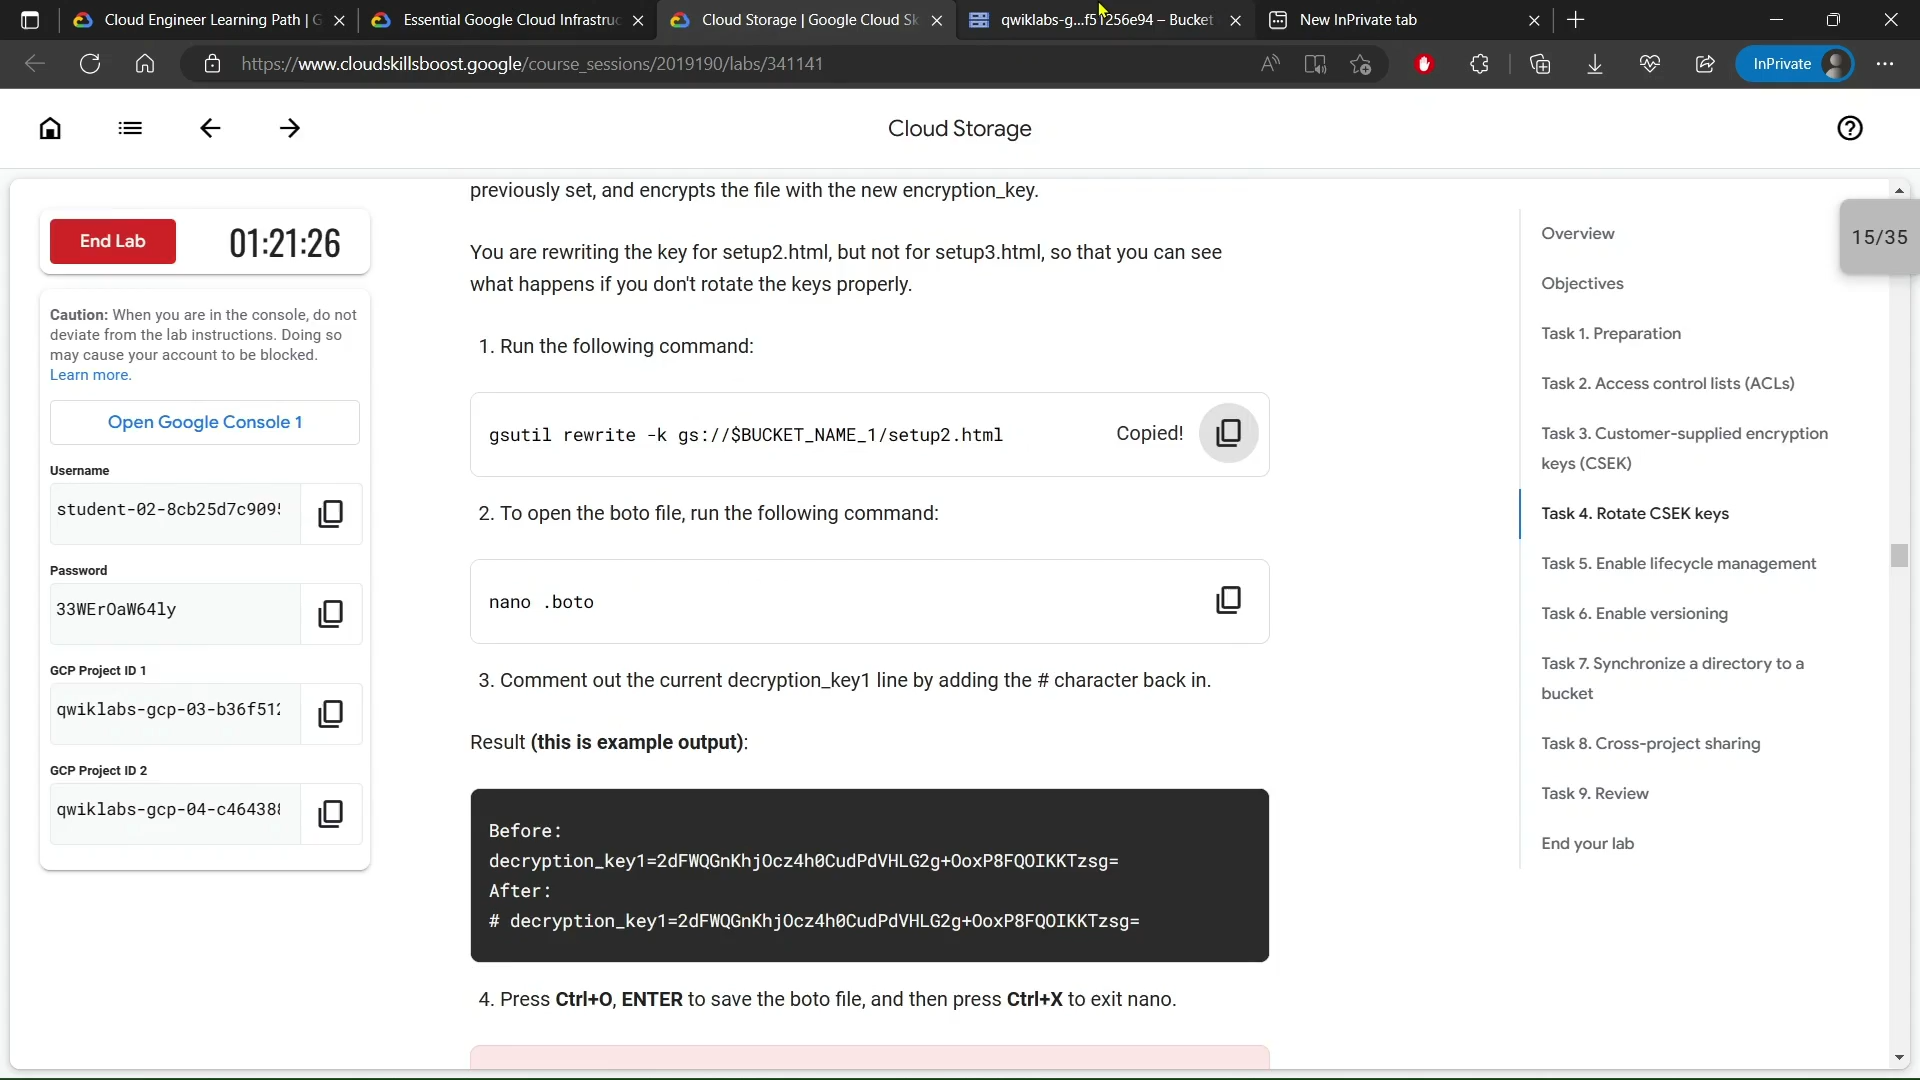 Cloud Engineer Learning Path | G
Essential Google Cloud Infrastruc
Cloud Storage | Google Cloud Sk
qwiklabs-g...f51256e94 – Bucket
New InPrivate tab
https://www.cloudskillsboost.google/course_sessions/2019190/labs/341141
InPrivate
Cloud Storage
End Lab
01:21:26
15/35
Caution: When you are in the console, do not
deviate from the lab instructions. Doing so
may cause your account to be blocked.
Learn more.
Open Google Console 1
Username
student-02-8cb25d7c909
Password
33WErOaW64ly
GCP Project ID 1
qwiklabs-gcp-03-b36f512
GCP Project ID 2
qwiklabs-gcp-04-c46438
previously set, and encrypts the file with the new encryption_key.
You are rewriting the key for setup2.html, but not for setup3.html, so that you can see
what happens if you don't rotate the keys properly.
1. Run the following command:
gsutil rewrite -k gs://$BUCKET_NAME_1/setup2.html
Copied!
2. To open the boto file, run the following command:
nano .boto
3. Comment out the current decryption_key1 line by adding the # character back in.
Result (this is example output):
Before:
decryption_key1=2dFWQGnKhjOcz4h0CudPdVHLG2g+OoxP8FQOIKKTzsg=
After:
# decryption_key1=2dFWQGnKhjOcz4h0CudPdVHLG2g+OoxP8FQOIKKTzsg=
4. Press Ctrl+O, ENTER to save the boto file, and then press Ctrl+X to exit nano.
Overview
Objectives
Task 1. Preparation
Task 2. Access control lists (ACLs)
Task 3. Customer-supplied encryption
keys (CSEK)
Task 4. Rotate CSEK keys
Task 5. Enable lifecycle management
Task 6. Enable versioning
Task 7. Synchronize a directory to a
bucket
Task 8. Cross-project sharing
Task 9. Review
End your lab